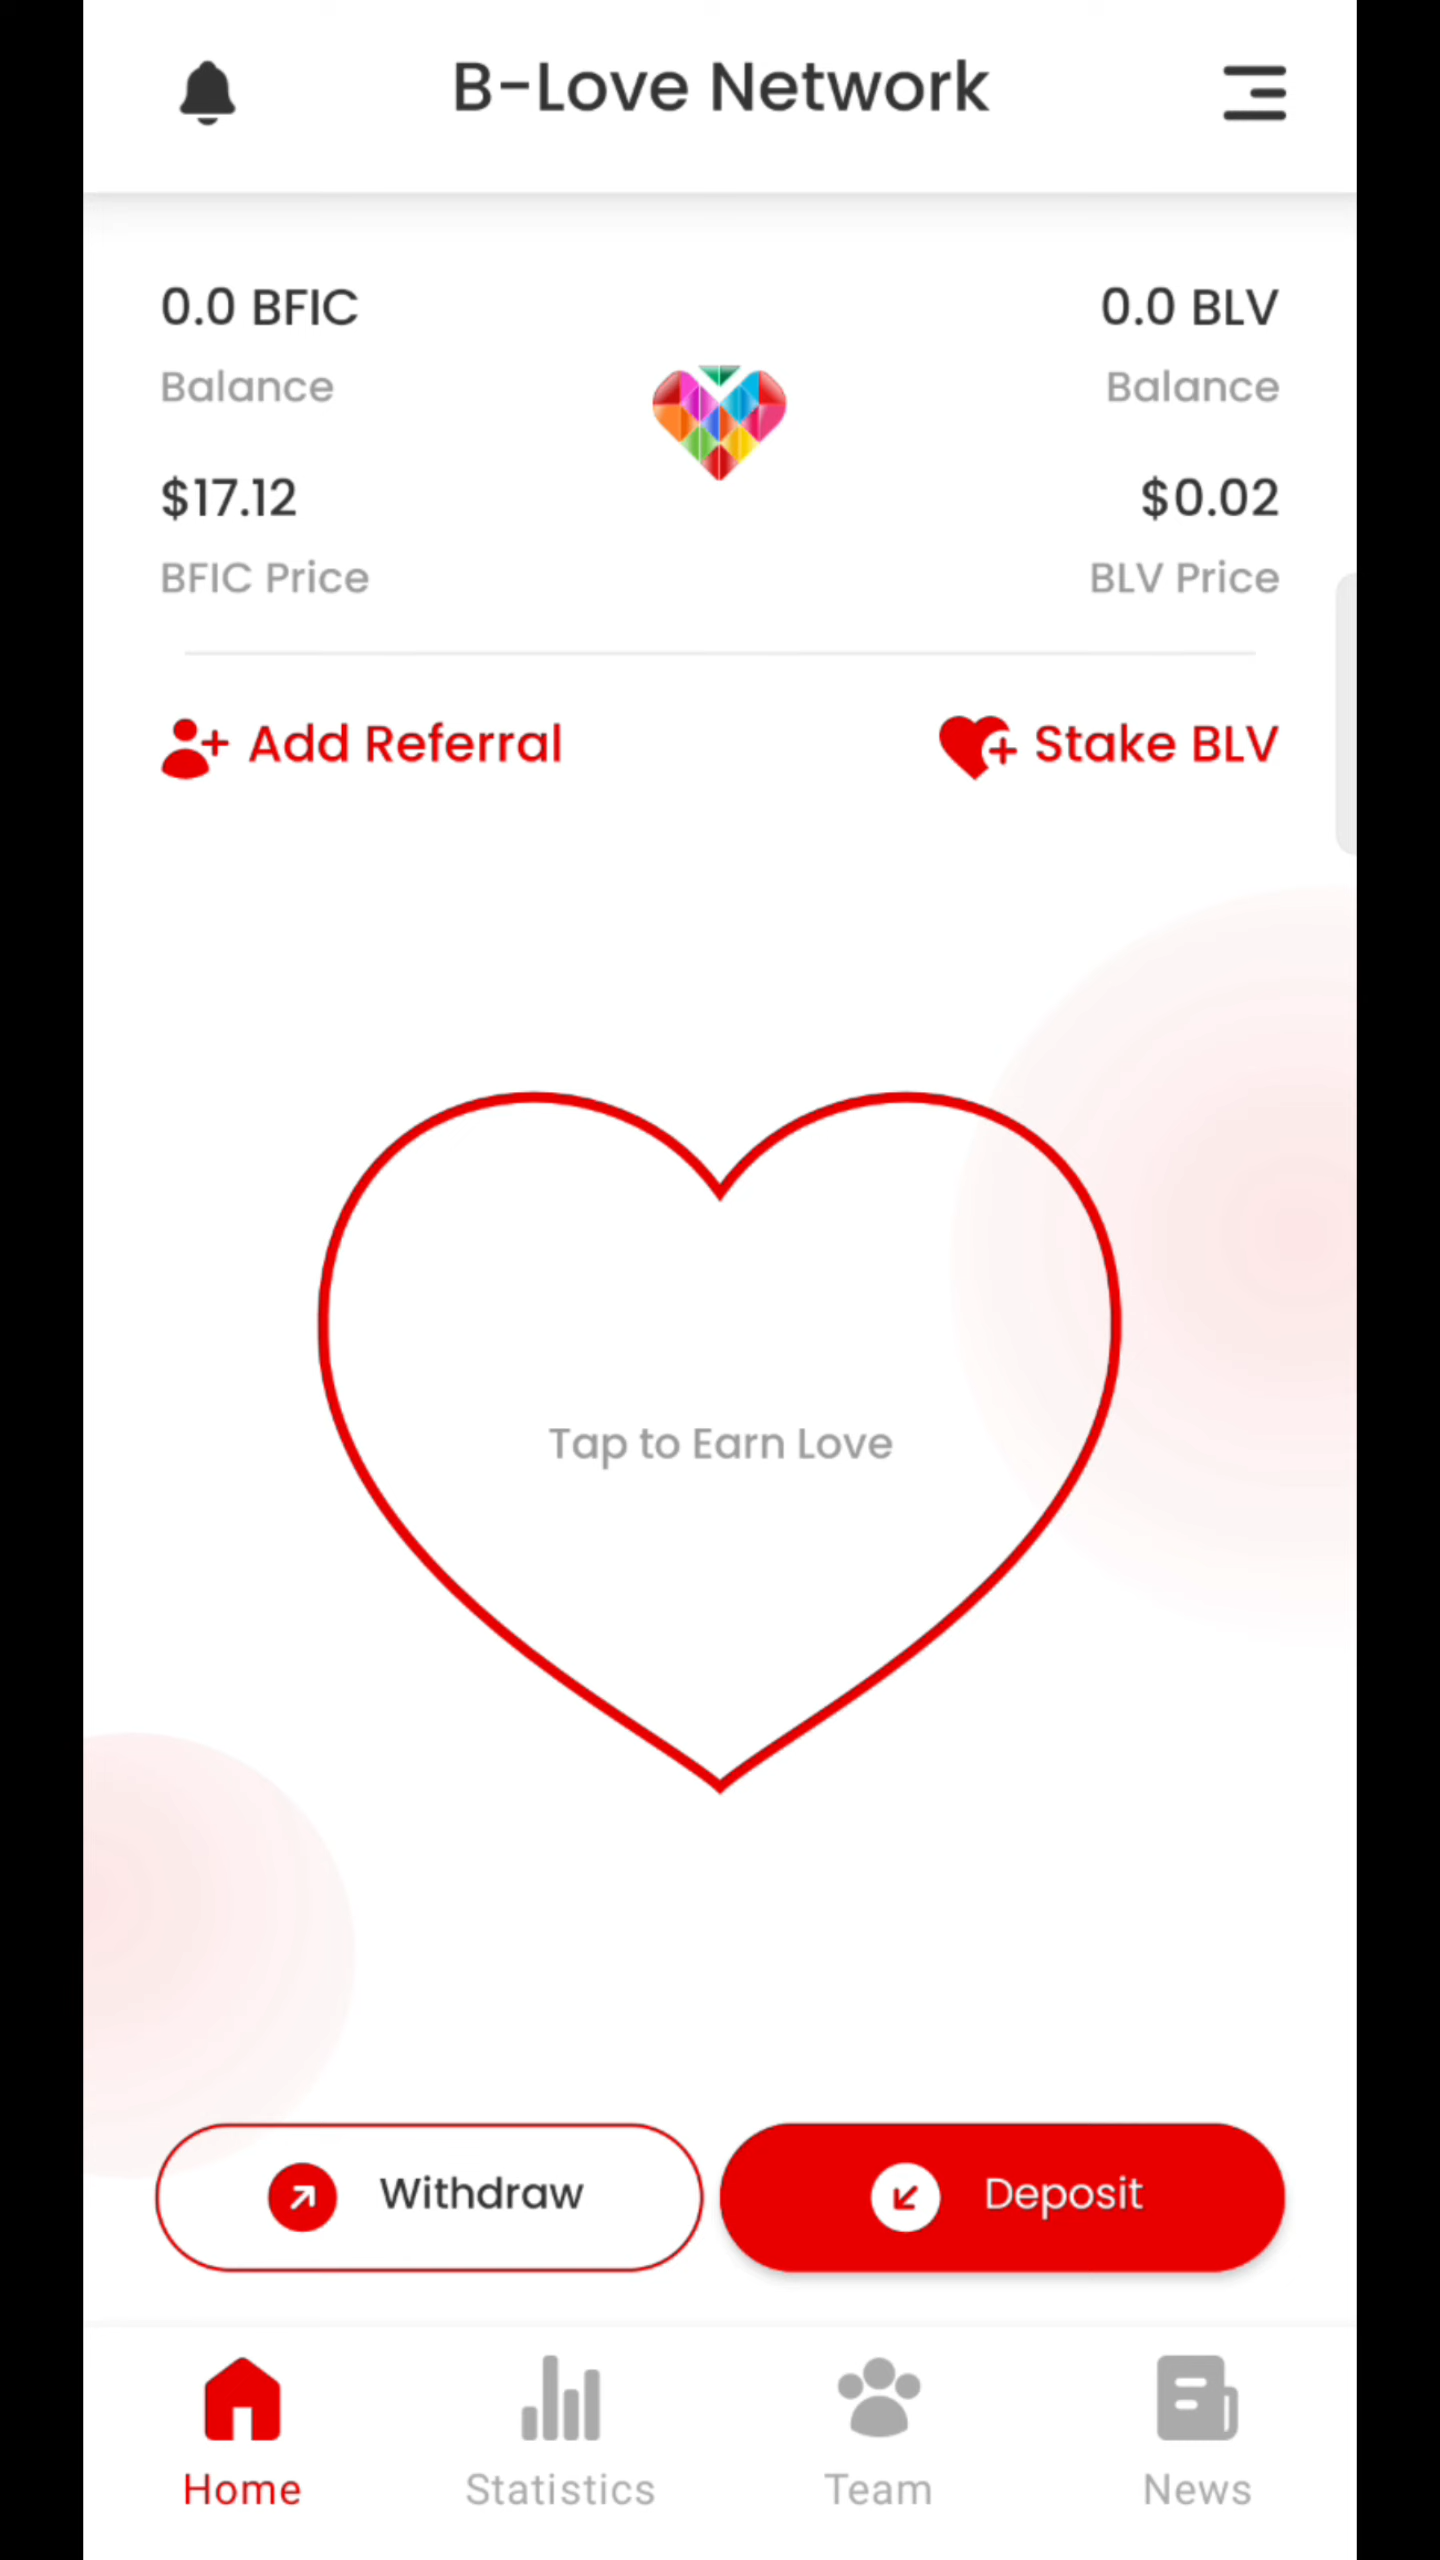 B-Love Network
0.0 BFIC
0.0 BLV
Balance
Balance
$17.12
$0.02
BFIC Price
BLV Price
Add Referral
Stake BLV
Tap to Earn Love
Withdraw
Deposit
Home
Statistics
Team
News